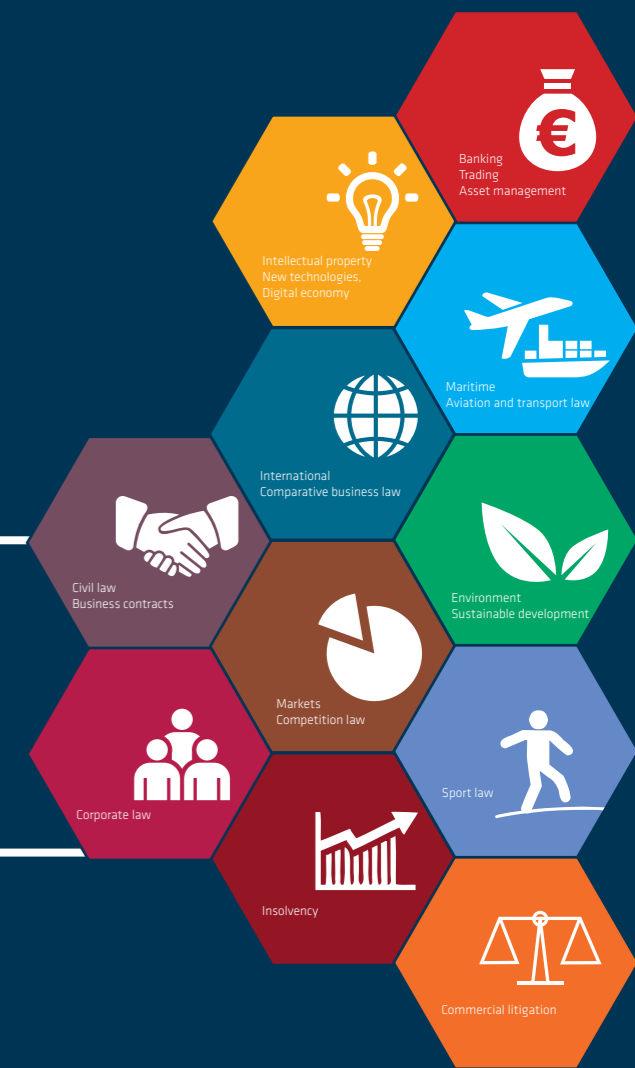 €
Banking
Trading
Asset management
Intellectual property
New technologies,
Digital economy
Maritime
Aviation and transport law
International
Comparative business law
Civil law
Business contracts
Environment
Sustainable development
Markets
Competition law
Sport law
Corporate law
Insolvency
Commercial litigation